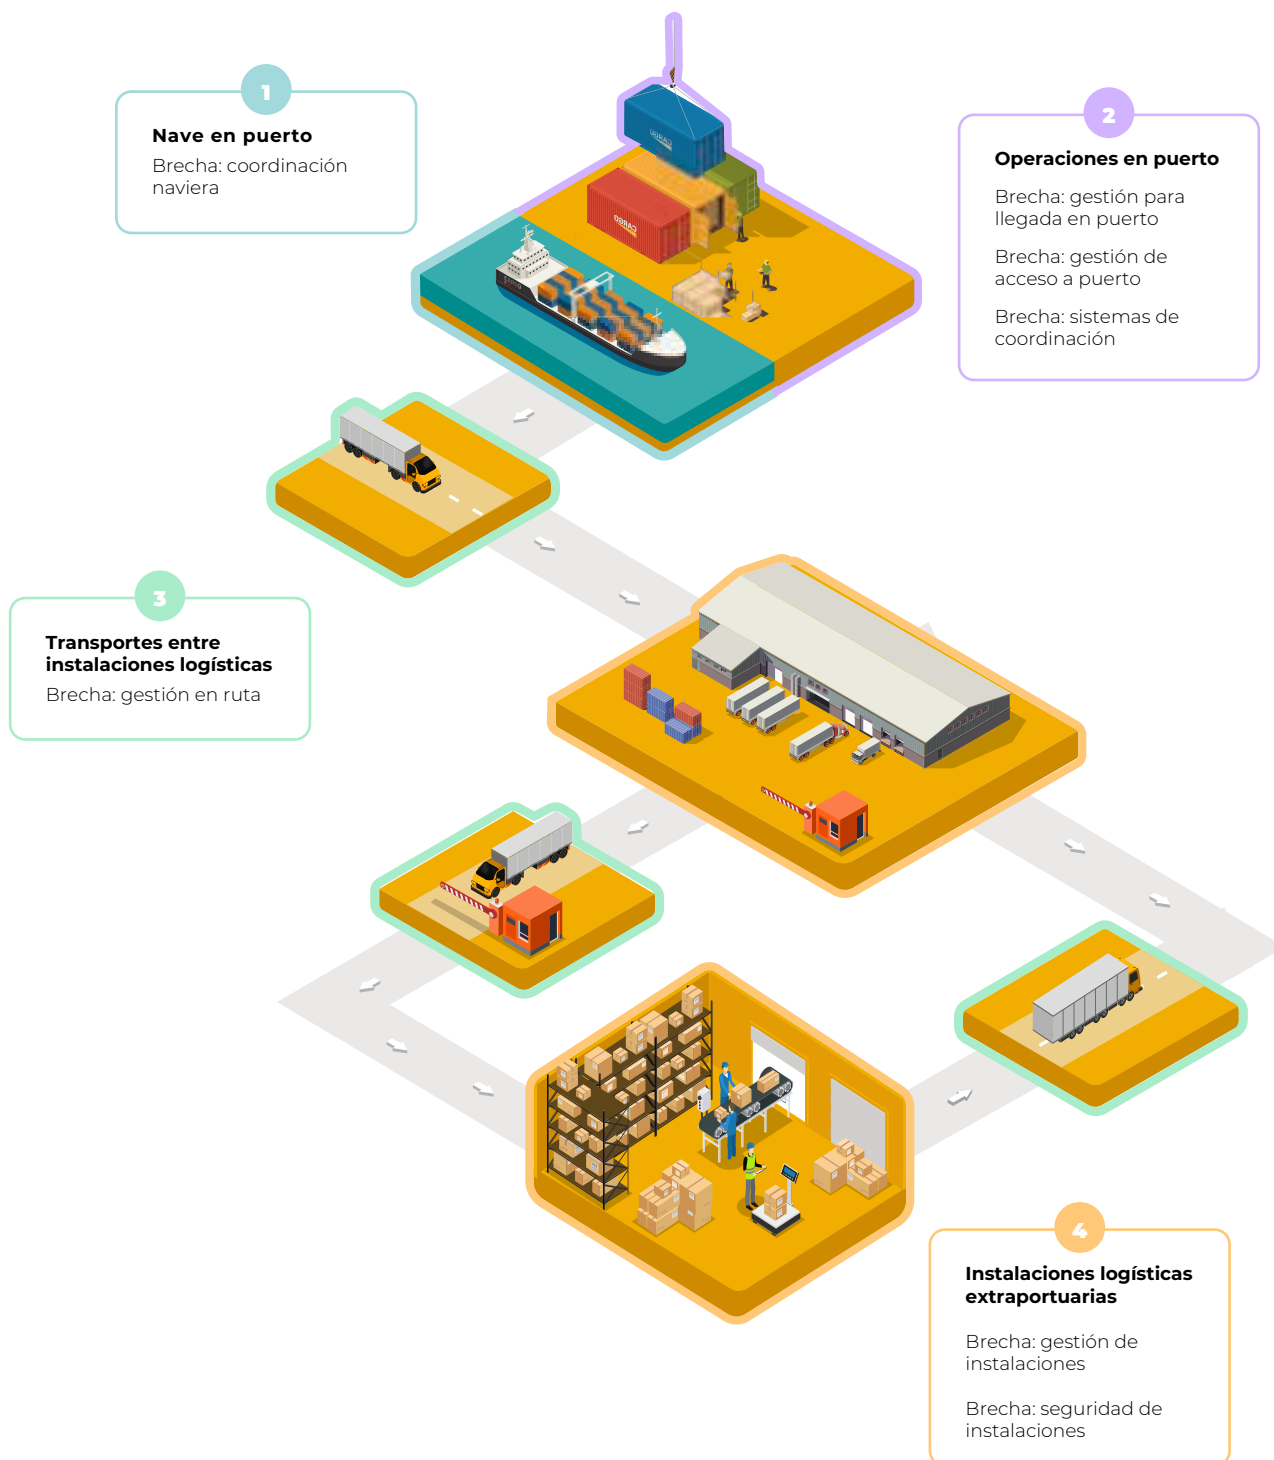 1
Nave en puerto
Brecha: coordinación
naviera
2
Operaciones en puerto
Brecha: gestión para
llegada en puerto
Brecha: gestión de
acceso a puerto
Brecha: sistemas de
coordinación
CARGO
CARGO
3
Transportes entre
instalaciones logísticas
Brecha: gestión en ruta
4
Instalaciones logísticas
extraportuarias
Brecha: gestión de
instalaciones
Brecha: seguridad de
instalaciones